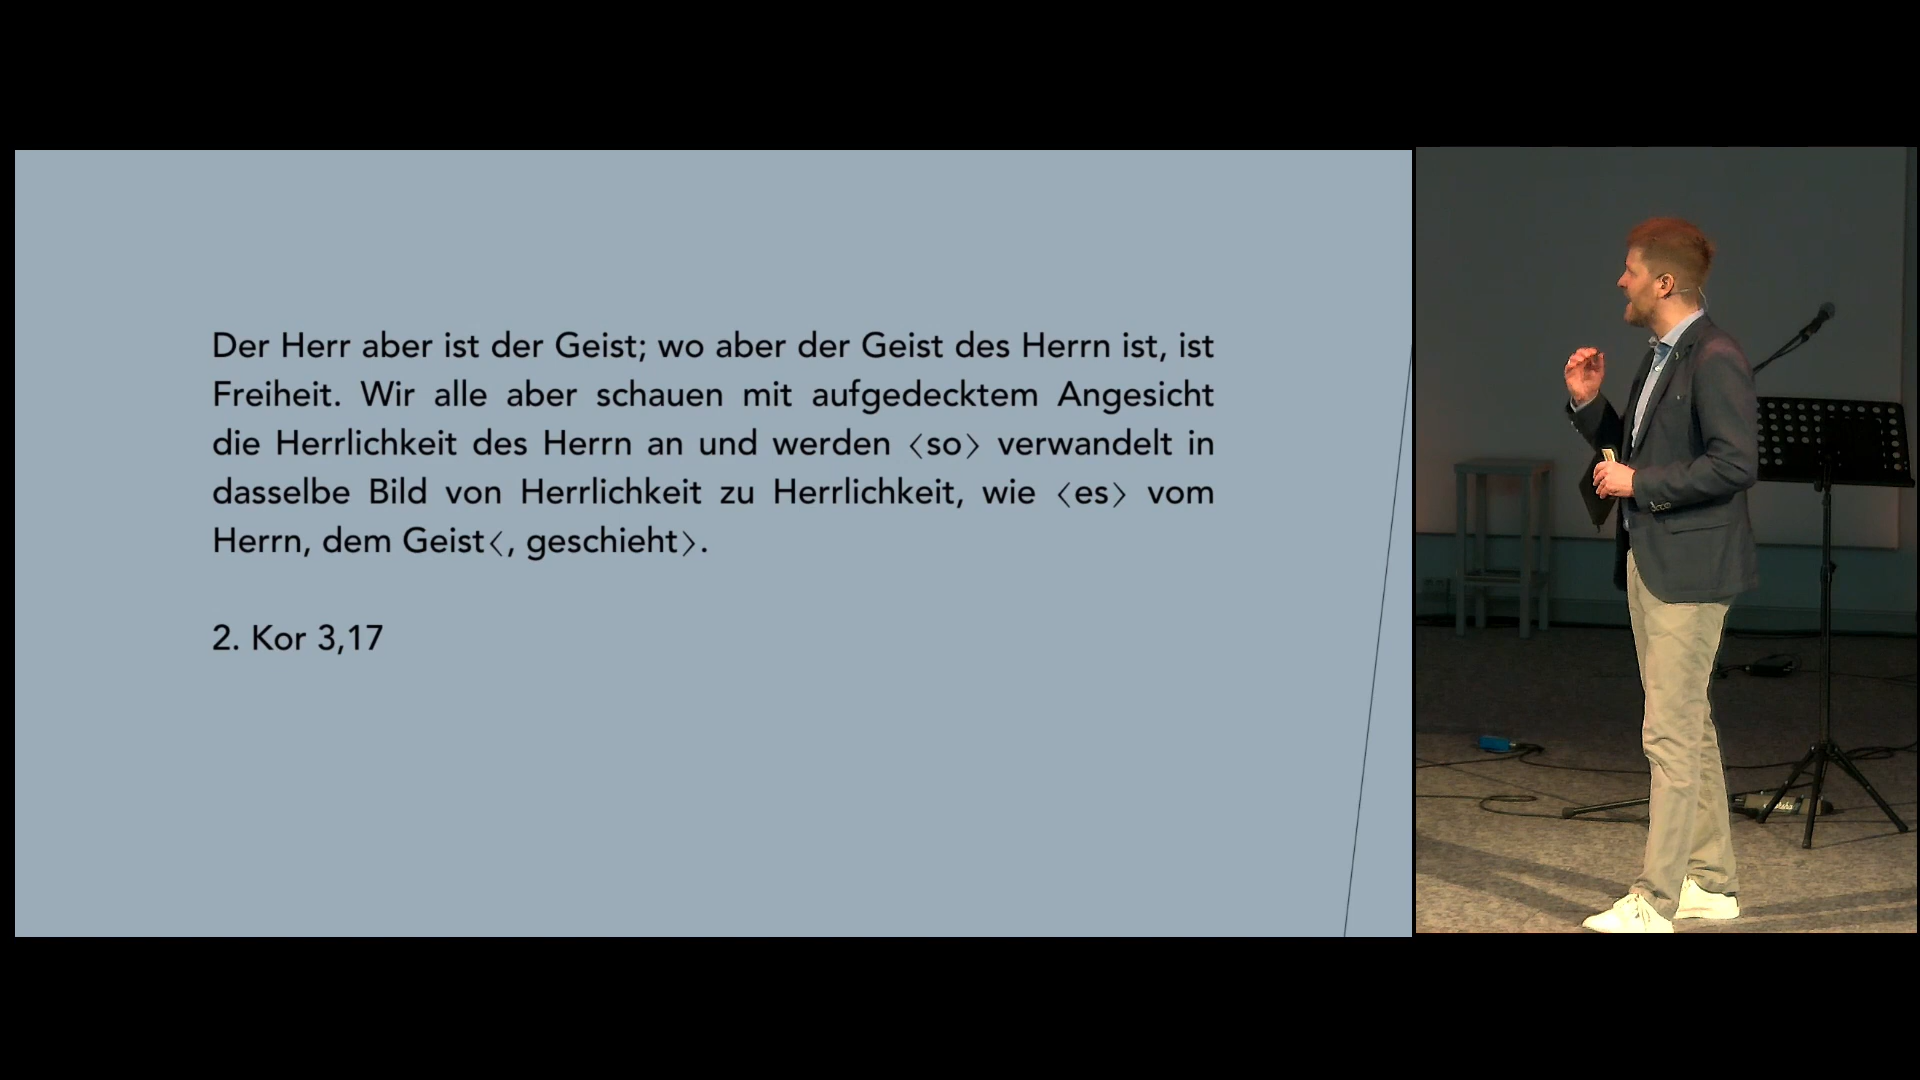 Der Herr aber ist der Geist; wo aber der Geist des Herrn ist, ist
Freiheit. Wir alle aber schauen mit aufgedecktem Angesicht
die Herrlichkeit des Herrn an und werden 〈so〉 verwandelt in
dasselbe Bild von Herrlichkeit zu Herrlichkeit, wie 〈es〉 vom
Herrn, dem Geist〈, geschieht〉.
2. Kor 3,17